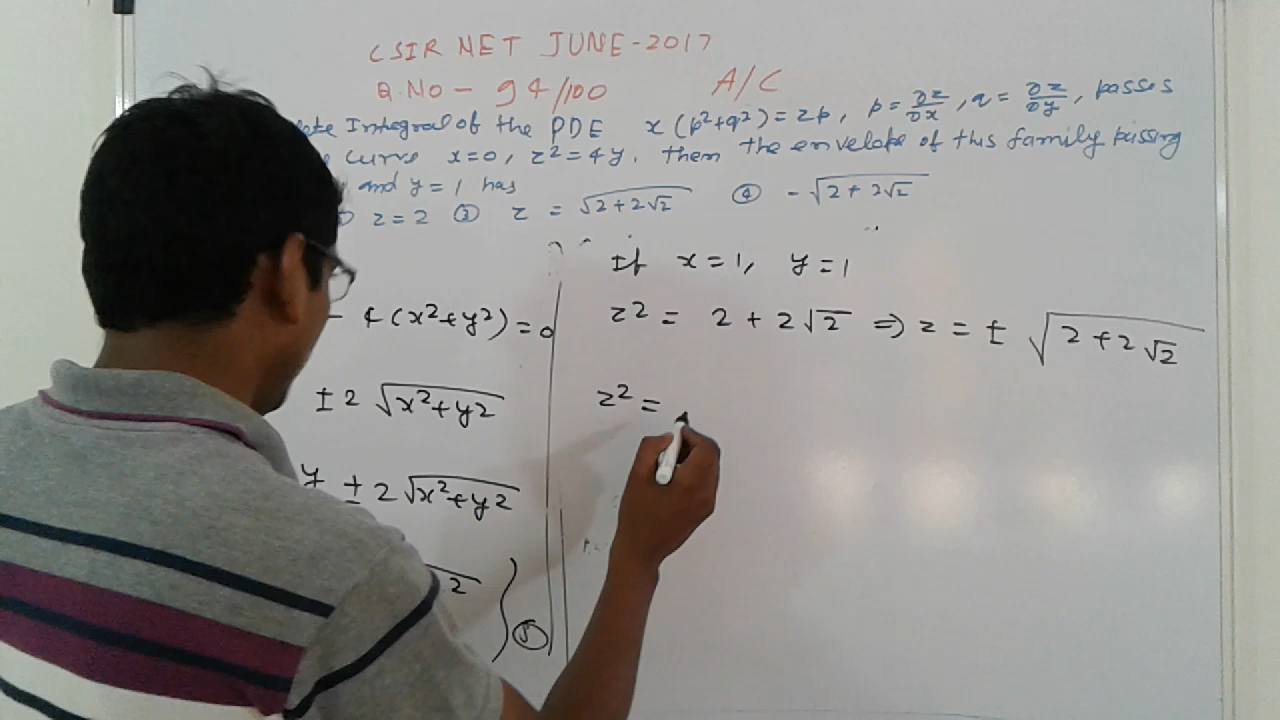 CSIR NET JUNE-2017
Q.NO - 94/100 A/C
Integral of the PDE x(p²+q²)=zp, p=∂z/∂x, q=∂z/∂y, passes
curve x=0, z²=4y. then the envelope of this family passing
and y=1 has
z=2 ③ z = √(2+2√2) ④ -√(2+2√2)
If x=1, y=1
- 4(x²+y²)=0
z² = 2+2√2 ⇒ z = ± √(2+2√2)
± 2 √(x²+y²)
z² =
y ± 2 √(x²+y²)
2
⑤